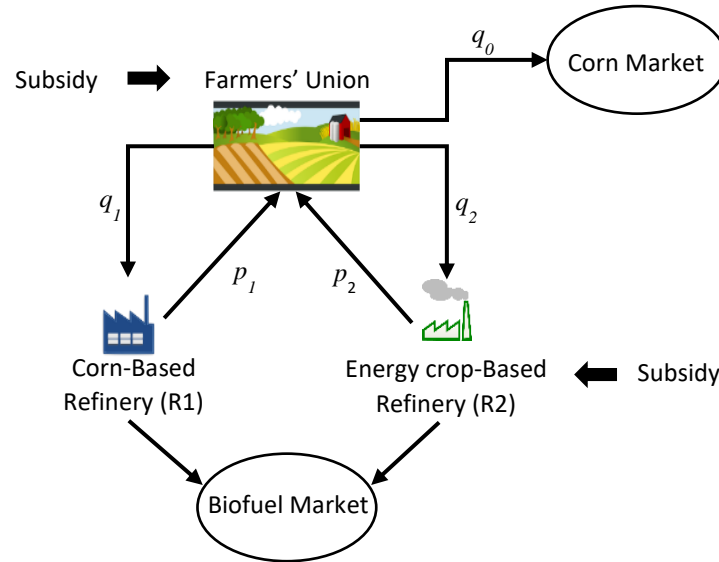 q0
Corn Market
Subsidy
Farmers’ Union
q1
q2
p1
p2
Corn-Based
Refinery (R1)
Energy crop-Based
Refinery (R2)
Subsidy
Biofuel Market